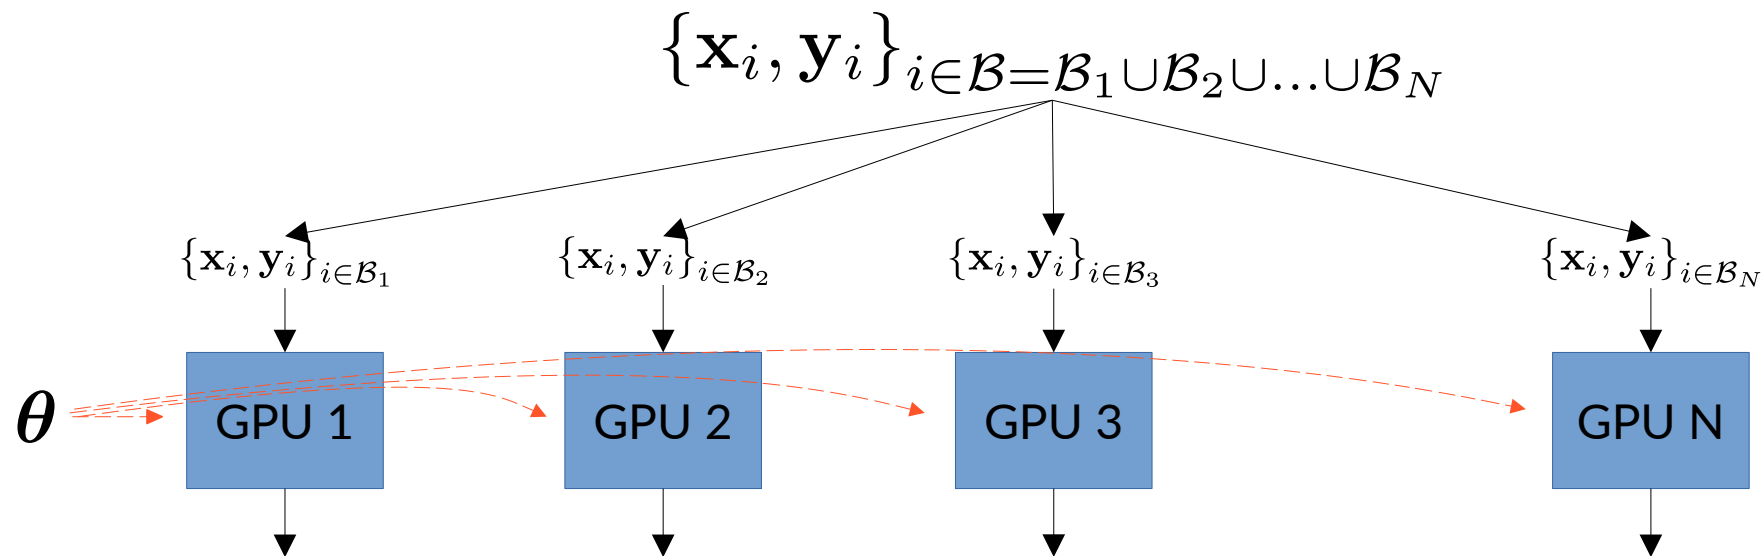 {𝐱ᵢ, 𝐲ᵢ}_{i∈ℬ=ℬ₁∪ℬ₂∪...∪ℬ_N}
{𝐱ᵢ, 𝐲ᵢ}_{i∈ℬ₁} {𝐱ᵢ, 𝐲ᵢ}_{i∈ℬ₂} {𝐱ᵢ, 𝐲ᵢ}_{i∈ℬ₃} {𝐱ᵢ, 𝐲ᵢ}_{i∈ℬ_N}
𝜽 GPU 1 GPU 2 GPU 3 GPU N